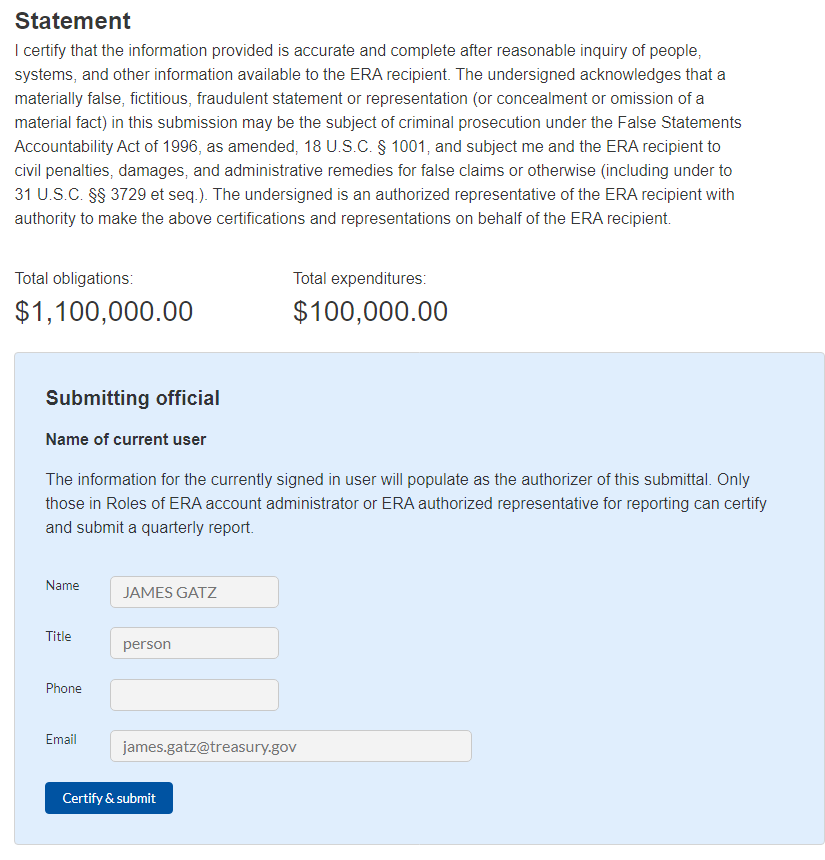 Statement
I certify that the information provided is accurate and complete after reasonable inquiry of people,
systems, and other information available to the ERA recipient. The undersigned acknowledges that a
materially false, fictitious, fraudulent statement or representation (or concealment or omission of a
material fact) in this submission may be the subject of criminal prosecution under the False Statements
Accountability Act of 1996, as amended, 18 U.S.C. § 1001, and subject me and the ERA recipient to
civil penalties, damages, and administrative remedies for false claims or otherwise (including under to
31 U.S.C. §§ 3729 et seq.). The undersigned is an authorized representative of the ERA recipient with
authority to make the above certifications and representations on behalf of the ERA recipient.
Total obligations: Total expenditures:
$1,100,000.00 $100,000.00
Submitting official
Name of current user
The information for the currently signed in user will populate as the authorizer of this submittal. Only
those in Roles of ERA account administrator or ERA authorized representative for reporting can certify
and submit a quarterly report.
Name JAMES GATZ
Title person
Phone
Email james.gatz@treasury.gov
Certify & submit